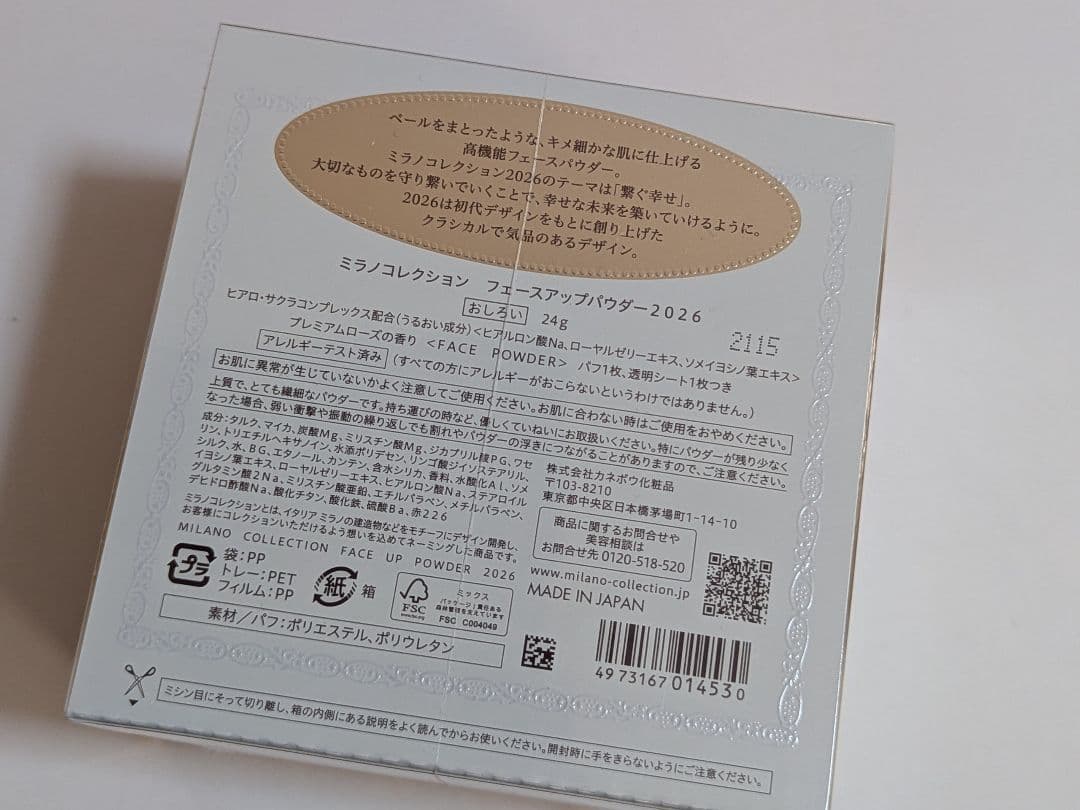 ベールをまとったような、キメ細かな肌に仕上げる
高機能フェースパウダー。
ミラノコレクション2026のテーマは「繋ぐ幸せ」。
大切なものを守り繋いでいくことで、幸せな未来を築いていけるように。
2026は初代デザインをもとに創り上げた
クラシカルで気品のあるデザイン。
ミラノコレクション フェースアップパウダー2026
おしろい 24g
2115
ヒアロ・サクラコンプレックス配合(うるおい成分)<ヒアルロン酸Na、ローヤルゼリーエキス、ソメイヨシノ葉エキス>
プレミアムローズの香り <FACE POWDER> パフ1枚、透明シート1枚つき
アレルギーテスト済み (すべての方にアレルギーがおこらないというわけではありません。)
お肌に異常が生じていないかよく注意してご使用ください。お肌に合わない時はご使用をおやめください。
上質で、とても繊細なパウダーです。持ち運びの時など、優しくていねいにお取扱いください。特にパウダーが残り少なく
なった場合、弱い衝撃や振動の繰り返しでも割れやパウダーの浮きにつながることがありますので、ご注意ください。
成分:タルク、マイカ、炭酸Mg、ミリスチン酸Mg、ジカプリル酸PG、ワセ
リン、トリエチルヘキサノイン、水添ポリデセン、リンゴ酸ジイソステアリル、
シルク、水、BG、エタノール、カンテン、含水シリカ、香料、水酸化Al、ソメ
イヨシノ葉エキス、ローヤルゼリーエキス、ヒアルロン酸Na、ステアロイル
グルタミン酸2Na、ミリスチン酸亜鉛、エチルパラベン、メチルパラベン、
デヒドロ酢酸Na、酸化チタン、酸化鉄、硫酸Ba、赤226
ミラノコレクションとは、イタリア ミラノの建造物などをモチーフにデザイン開発し、
お客様にコレクションいただけるよう想いを込めてネーミングした商品です。
MILANO COLLECTION FACE UP POWDER 2026
株式会社カネボウ化粧品
〒103-8210
東京都中央区日本橋茅場町1-14-10
商品に関するお問合せや
美容相談は
お問合せ先 0120-518-520
www.milano-collection.jp
MADE IN JAPAN
プラ
袋:PP
トレー:PET
フィルム:PP
紙 箱
FSC
www.fsc.org
ミックス
パッケージ|責任ある
森林管理を支えています
FSC C004049
素材/パフ:ポリエステル、ポリウレタン
4973167014530
ミシン目にそって切り離し、箱の内側にある説明をよく読んでからお使いください。開封時に手をきらないようにご注意ください。